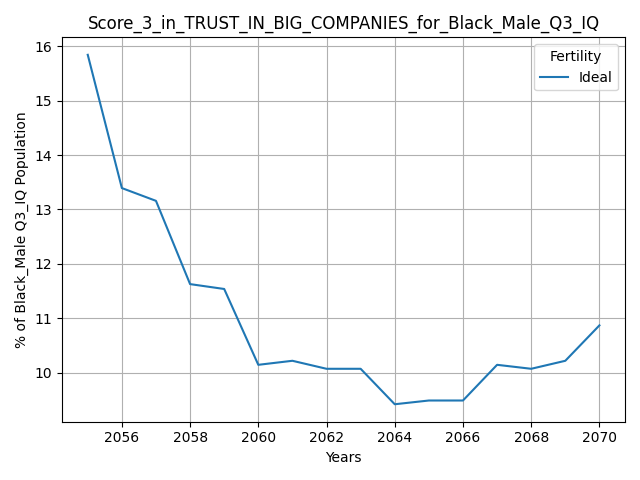 Score_3_in_TRUST_IN_BIG_COMPANIES_for_Black_Male_Q3_IQ
Fertility
Ideal
% of Black_Male Q3_IQ Population
16
15
14
13
12
11
10
2056 2058 2060 2062 2064 2066 2068 2070
Years